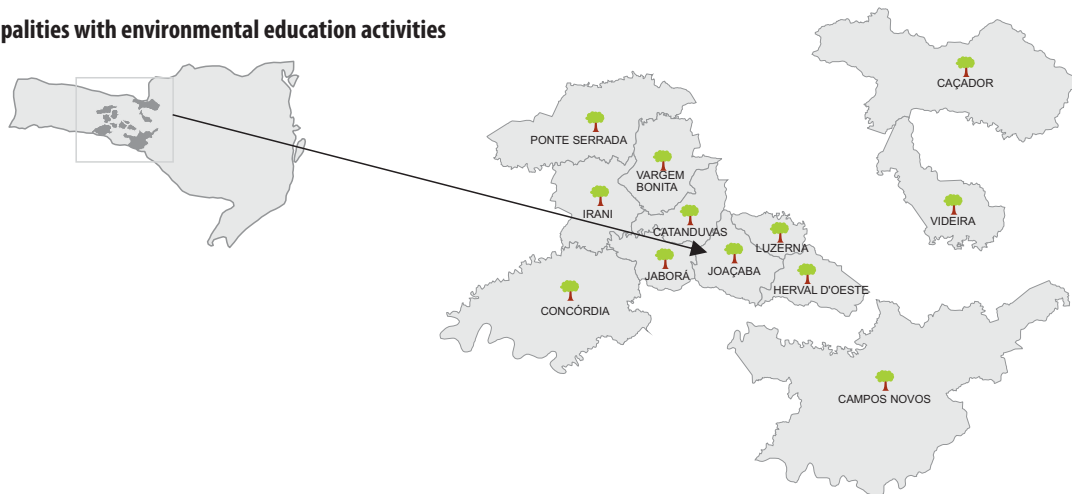 palities with environmental education activities
CAÇADOR
PONTE SERRADA
VARGEM
BONITA
IRANI
VIDEIRA
CATANDUVAS
LUZERNA
JABORÁ
JOAÇABA
HERVAL D'OESTE
CONCÓRDIA
CAMPOS NOVOS